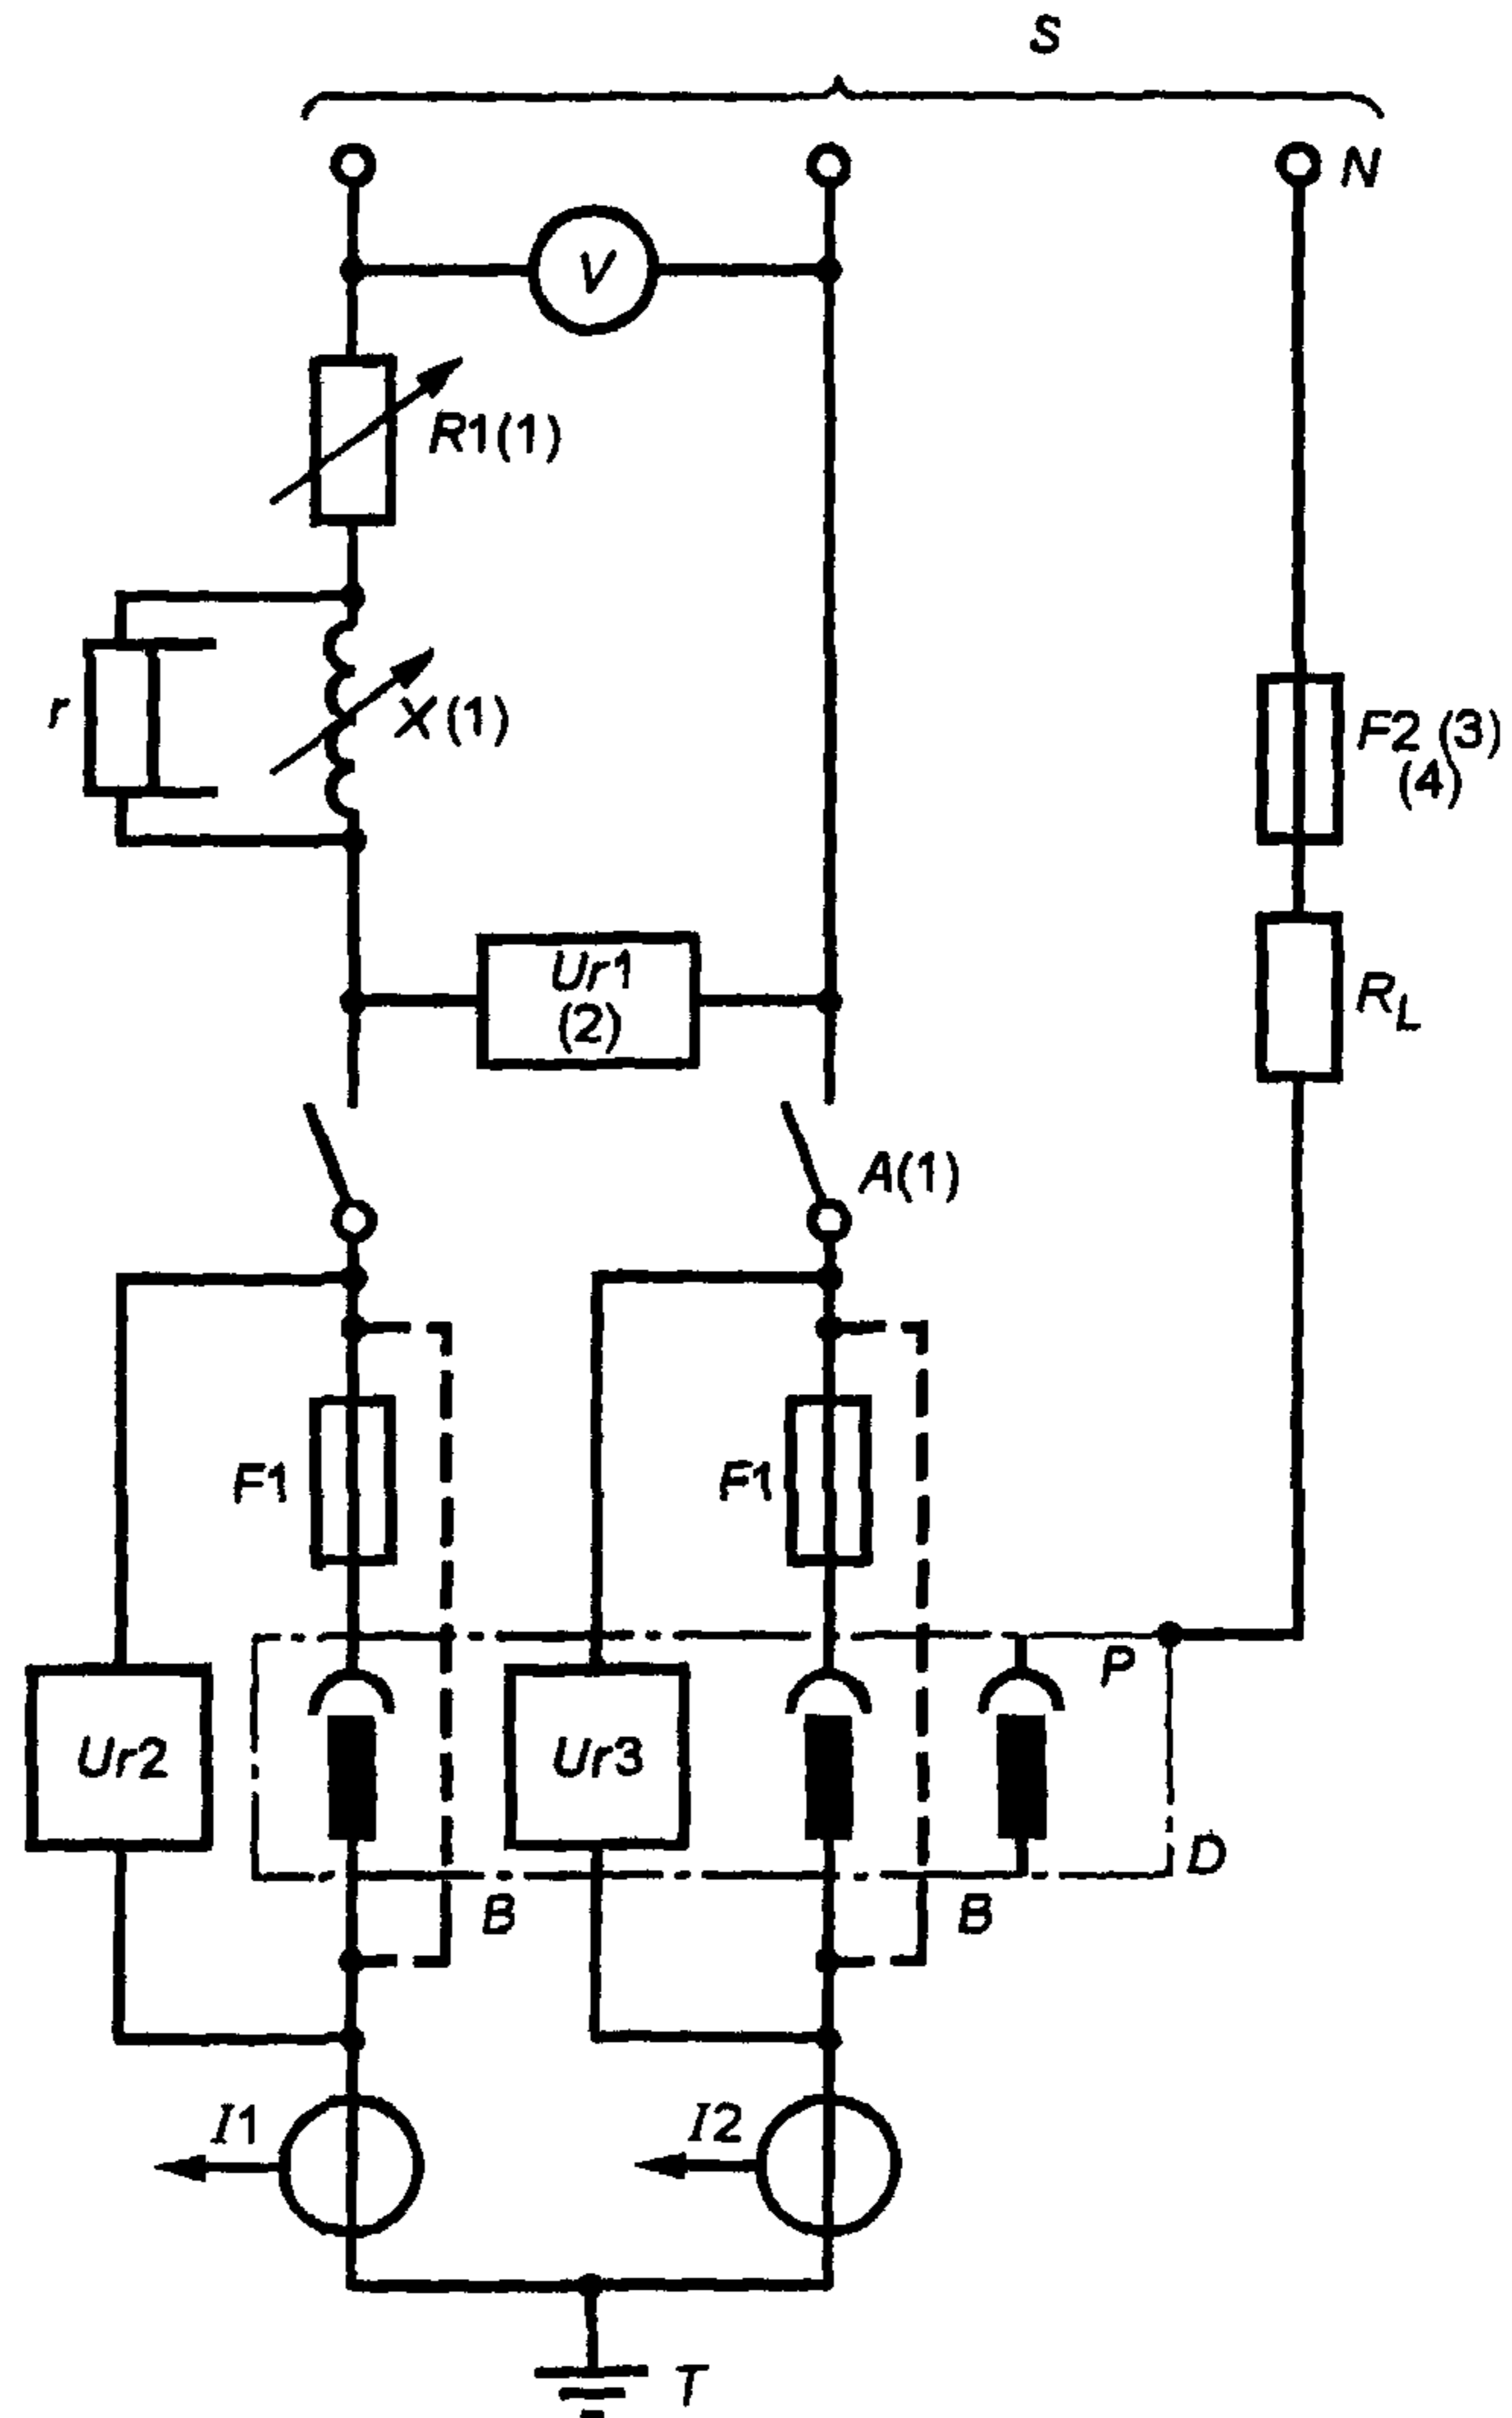 S
N
V
R1(1)
r
X(1)
F2 (3)
(4)
Ur1
(2)
RL
A(1)
F1
F1
P
Ur2
Ur3
D
B
B
I1
I2
T